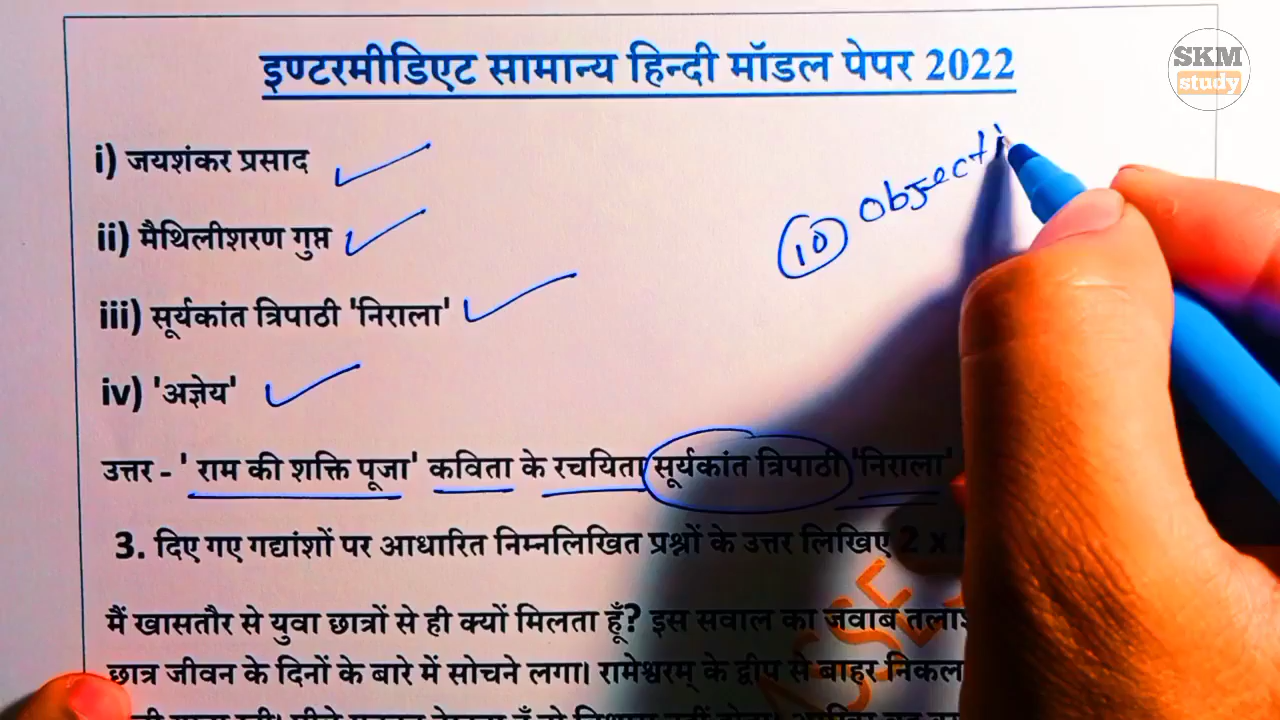 इण्टरमीडिएट सामान्य हिन्दी मॉडल पेपर 2022
SKM
study
i) जयशंकर प्रसाद
10 objecti
ii) मैथिलीशरण गुप्त
iii) सूर्यकांत त्रिपाठी 'निराला'
iv) 'अज्ञेय'
उत्तर - ' राम की शक्ति पूजा' कविता के रचयिता सूर्यकांत त्रिपाठी 'निराला'
3. दिए गए गद्यांशों पर आधारित निम्नलिखित प्रश्नों के उत्तर लिखिए 2 x
मैं खासतौर से युवा छात्रों से ही क्यों मिलता हूँ? इस सवाल का जवाब
छात्र जीवन के दिनों के बारे में सोचने लगा। रामेश्वरम् के द्वीप से बाहर